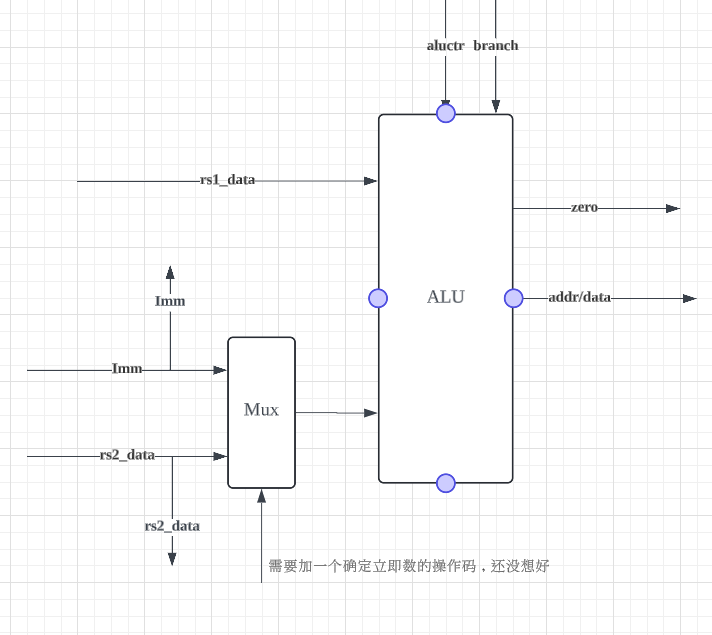 aluctr branch
rs1_data
zero
Imm
ALU
addr/data
Imm
Mux
rs2_data
rs2_data
需要加一个确定立即数的操作码，还没想好